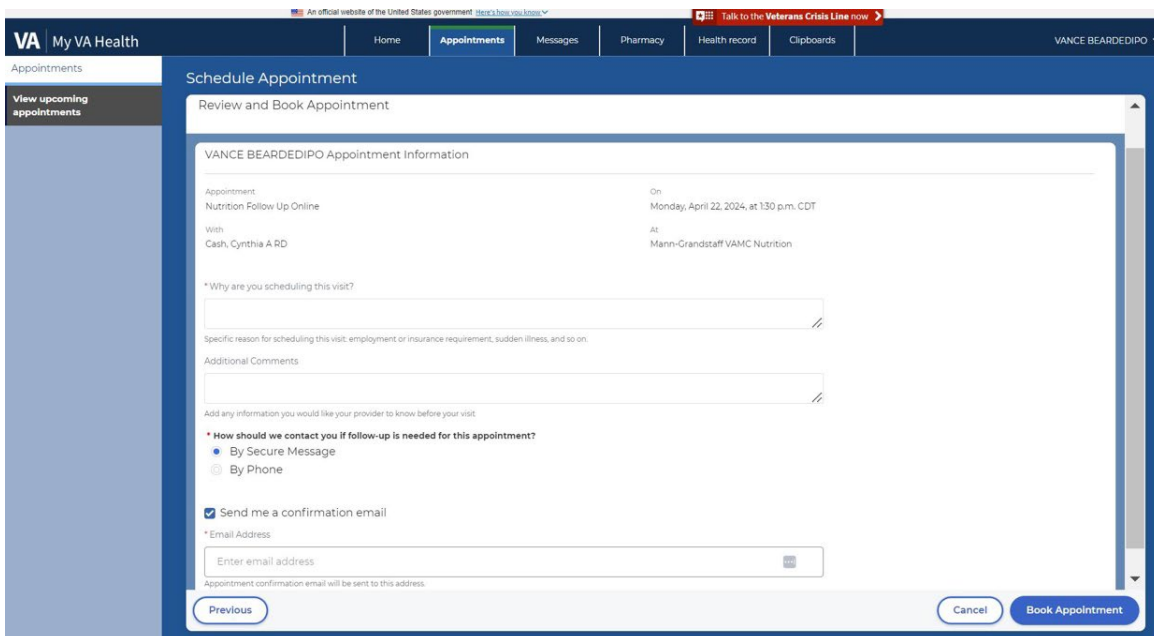 An official website of the United States government Here's how you know
Talk to the Veterans Crisis Line now
VA My VA Health
Home
Appointments
Messages
Pharmacy
Health record
Clipboards
VANCE BEARDEDIPO
Appointments
View upcoming
appointments
Schedule Appointment
Review and Book Appointment
VANCE BEARDEDIPO Appointment Information
Appointment
Nutrition Follow Up Online
On
Monday, April 22, 2024, at 1:30 p.m. CDT
With
Cash, Cynthia A RD
At
Mann-Grandstaff VAMC Nutrition
* Why are you scheduling this visit?
Specific reason for scheduling this visit: employment or insurance requirement, sudden illness, and so on.
Additional Comments
Add any information you would like your provider to know before your visit
* How should we contact you if follow-up is needed for this appointment?
By Secure Message
By Phone
Send me a confirmation email
* Email Address
Enter email address
Appointment confirmation email will be sent to this address.
Previous
Cancel
Book Appointment